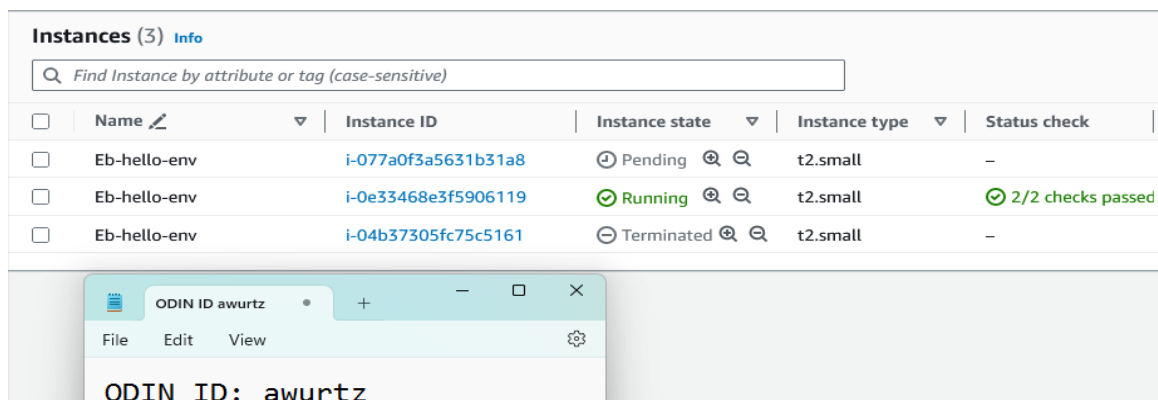 Instances (3) Info
Find Instance by attribute or tag (case-sensitive)
Name Instance ID Instance state Instance type Status check
Eb-hello-env i-077a0f3a5631b31a8 Pending t2.small –
Eb-hello-env i-0e33468e3f5906119 Running t2.small 2/2 checks passed
Eb-hello-env i-04b37305fc75c5161 Terminated t2.small –
ODIN ID awurtz
File Edit View
ODIN ID: awurtz